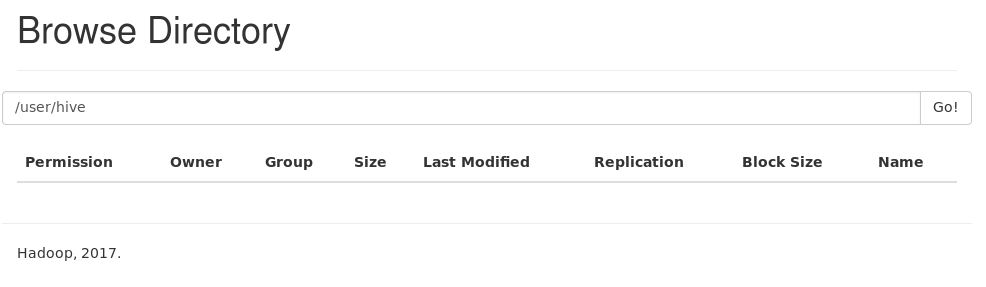 Browse Directory
/user/hive Go!
Permission Owner Group Size Last Modified Replication Block Size Name
Hadoop, 2017.